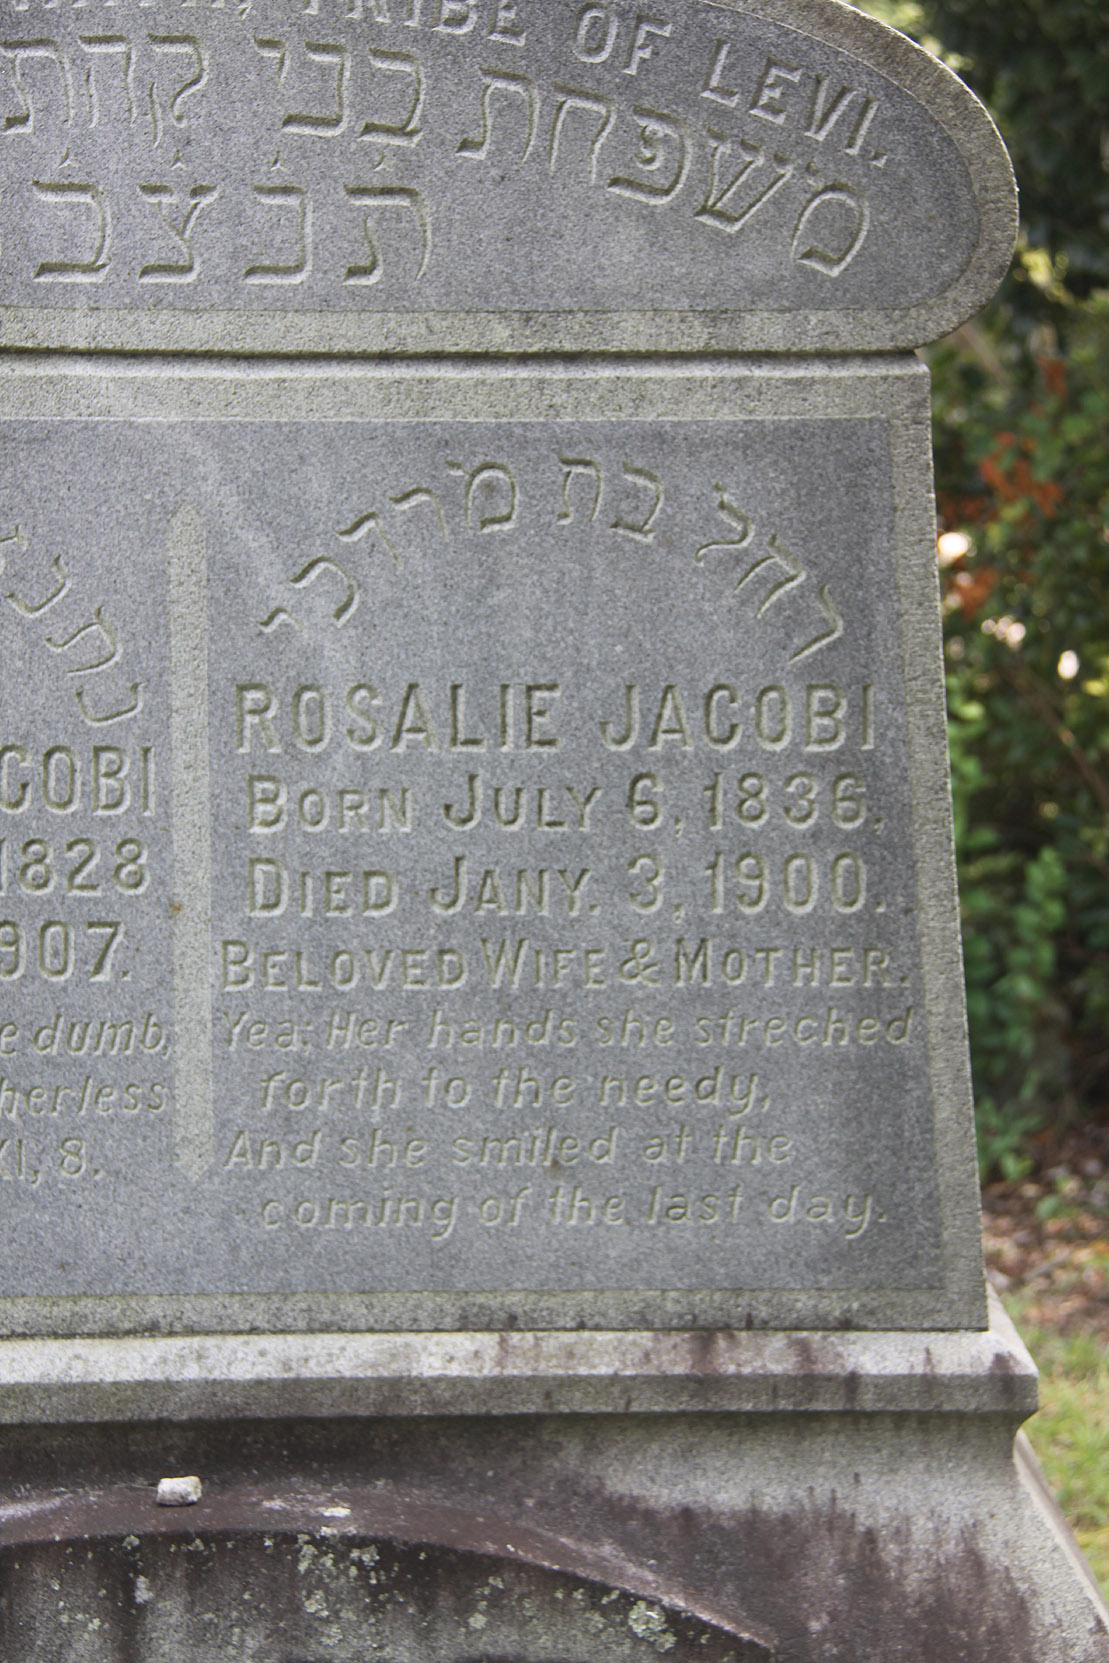 TRIBE OF LEVI.
משפחת בני קהת
תנצב
רחל בת מרדכי
ROSALIE JACOBI
BORN JULY 6, 1836,
DIED JANY. 3, 1900.
BELOVED WIFE & MOTHER.
Yea; Her hands she streched
forth to the needy,
And she smiled at the
coming of the last day.
COBI
1828
907.
e dumb,
herless
XI, 8.